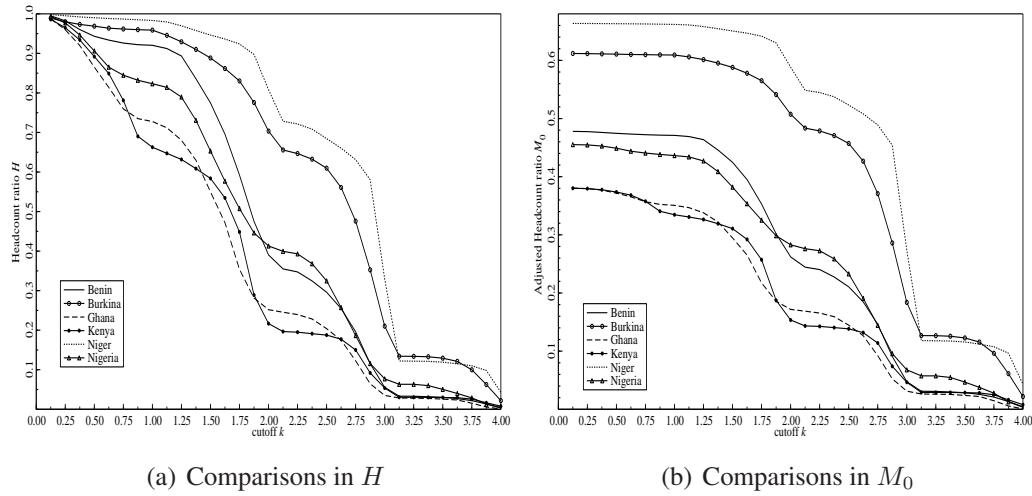 Headcount ratio H
1.0
0.9
0.8
0.7
0.6
0.5
0.4
0.3
0.2
0.1
Benin
Burkina
Ghana
Kenya
Niger
Nigeria
0.00 0.25 0.50 0.75 1.00 1.25 1.50 1.75 2.00 2.25 2.50 2.75 3.00 3.25 3.50 3.75 4.00
cutoff k
(a) Comparisons in H
Adjusted Headcount ratio M0
0.6
0.5
0.4
0.3
0.2
0.1
Benin
Burkina
Ghana
Kenya
Niger
Nigeria
0.00 0.25 0.50 0.75 1.00 1.25 1.50 1.75 2.00 2.25 2.50 2.75 3.00 3.25 3.50 3.75 4.00
cutoff k
(b) Comparisons in M0